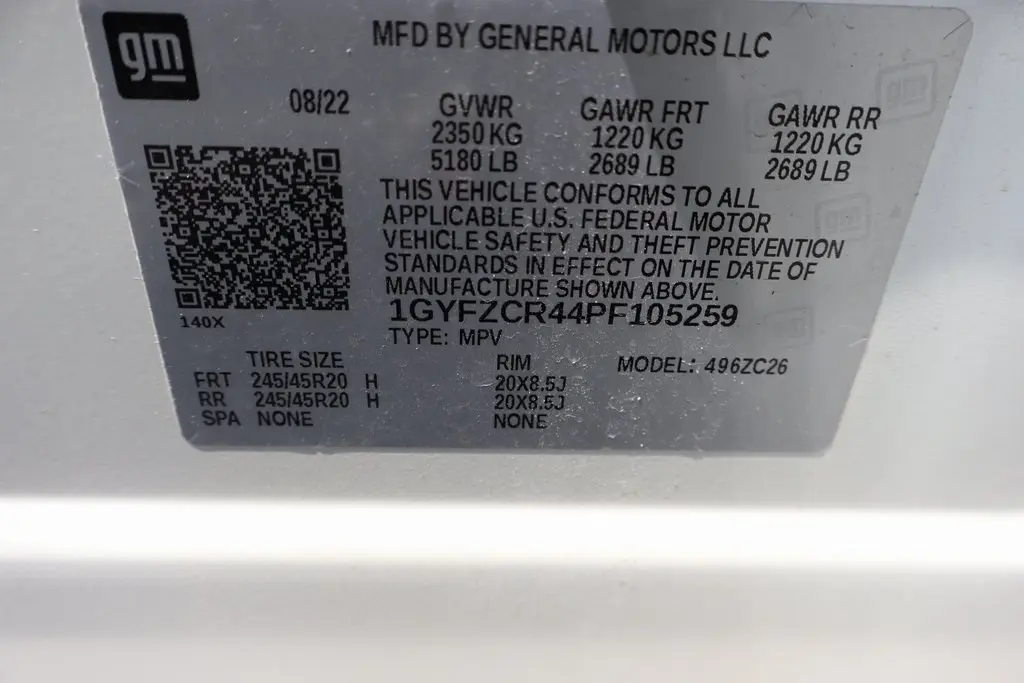 gm
MFD BY GENERAL MOTORS LLC
08/22 GVWR GAWR FRT GAWR RR
2350 KG 1220 KG 1220 KG
5180 LB 2689 LB 2689 LB
THIS VEHICLE CONFORMS TO ALL
APPLICABLE U.S. FEDERAL MOTOR
VEHICLE SAFETY AND THEFT PREVENTION
STANDARDS IN EFFECT ON THE DATE OF
MANUFACTURE SHOWN ABOVE.
1GYFZCR44PF105259
140X
TYPE: MPV
TIRE SIZE RIM MODEL: 496ZC26
FRT 245/45R20 H 20X8.5J
RR 245/45R20 H 20X8.5J
SPA NONE NONE